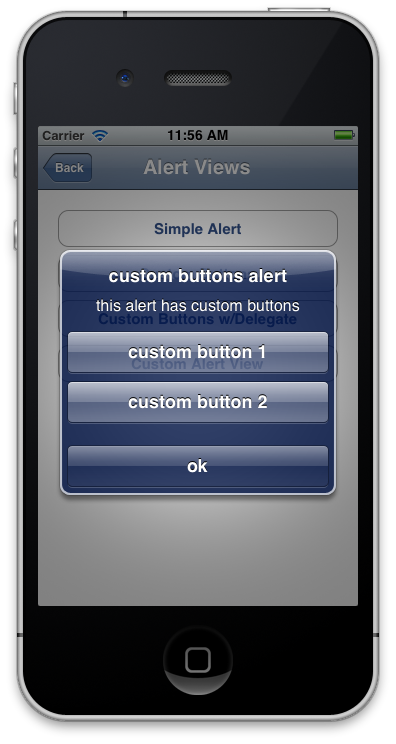 Carrier 11:56 AM
Back Alert Views
Simple Alert
custom buttons alert
this alert has custom buttons
Custom Buttons w/Delegate
custom button 1
Custom Alert View
custom button 2
ok